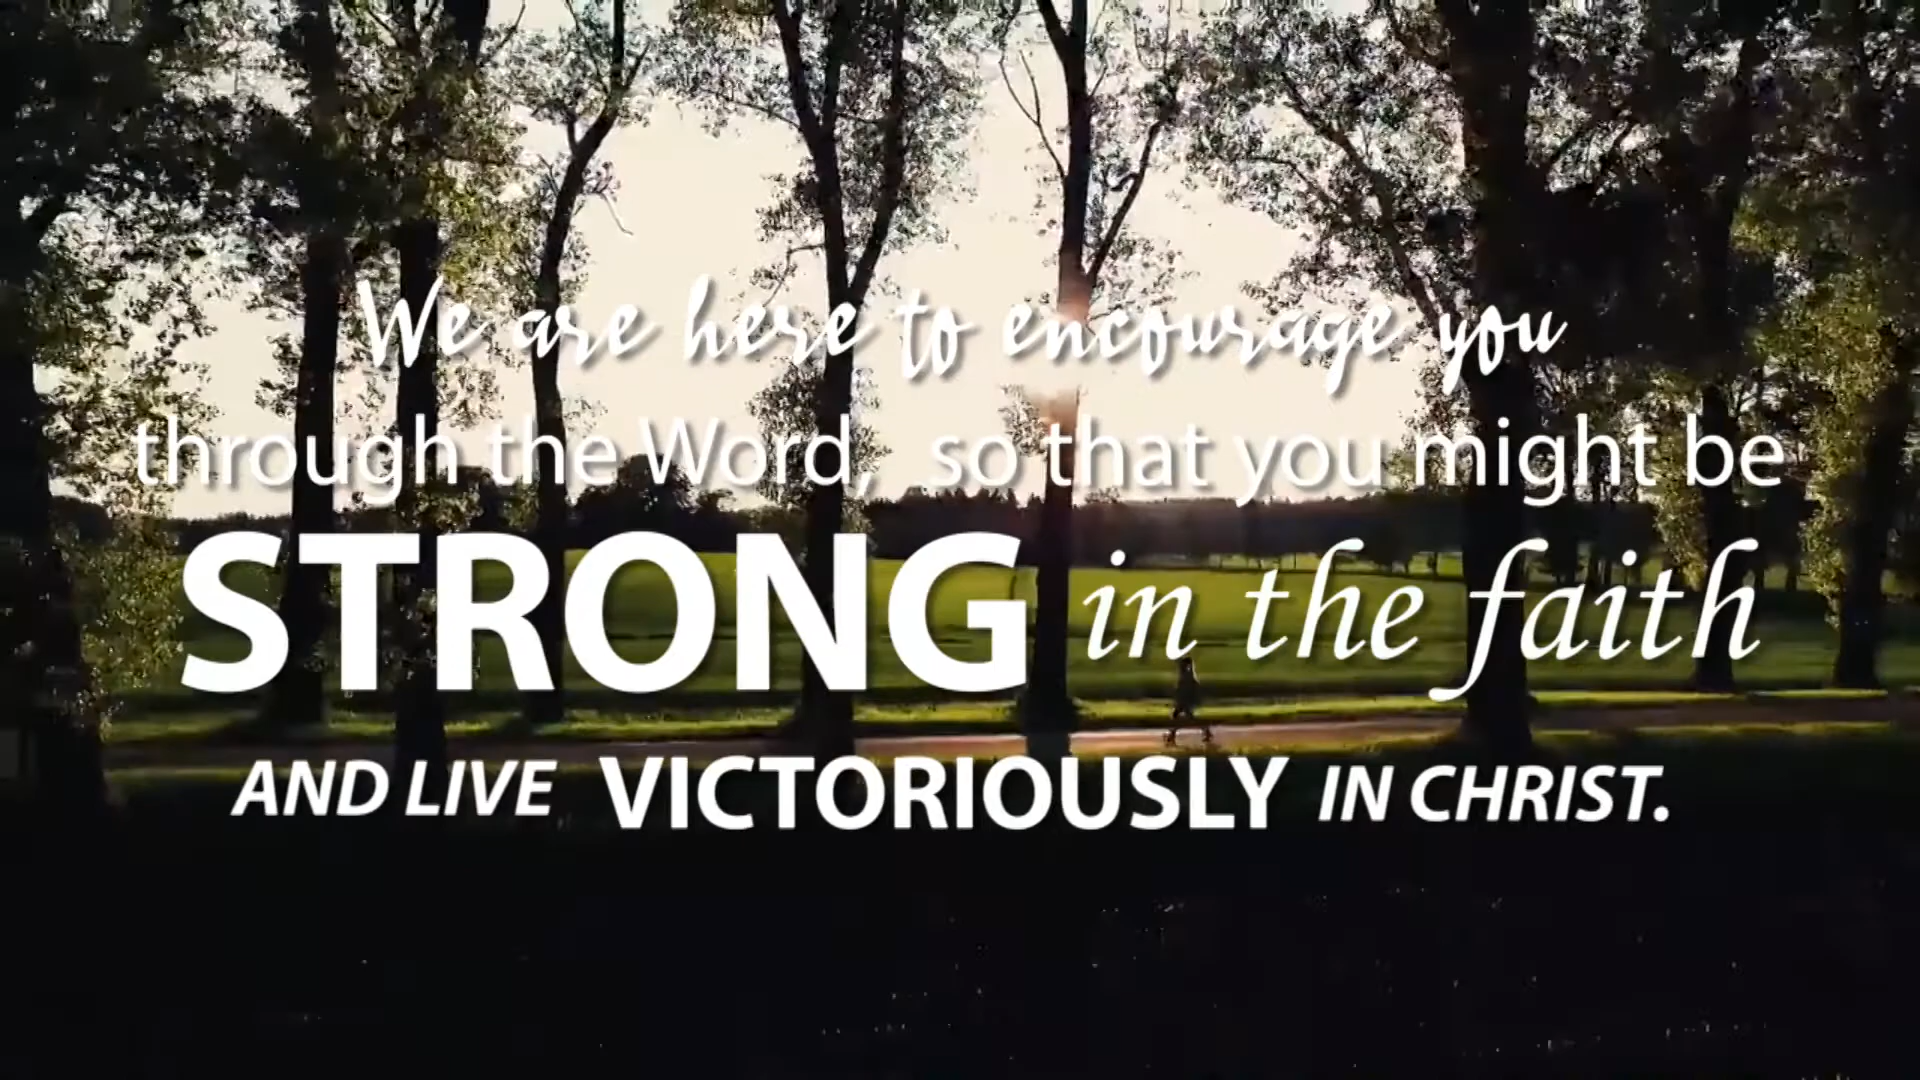 We are here to encourage you
through the Word, so that you might be
STRONG in the faith
AND LIVE VICTORIOUSLY IN CHRIST.